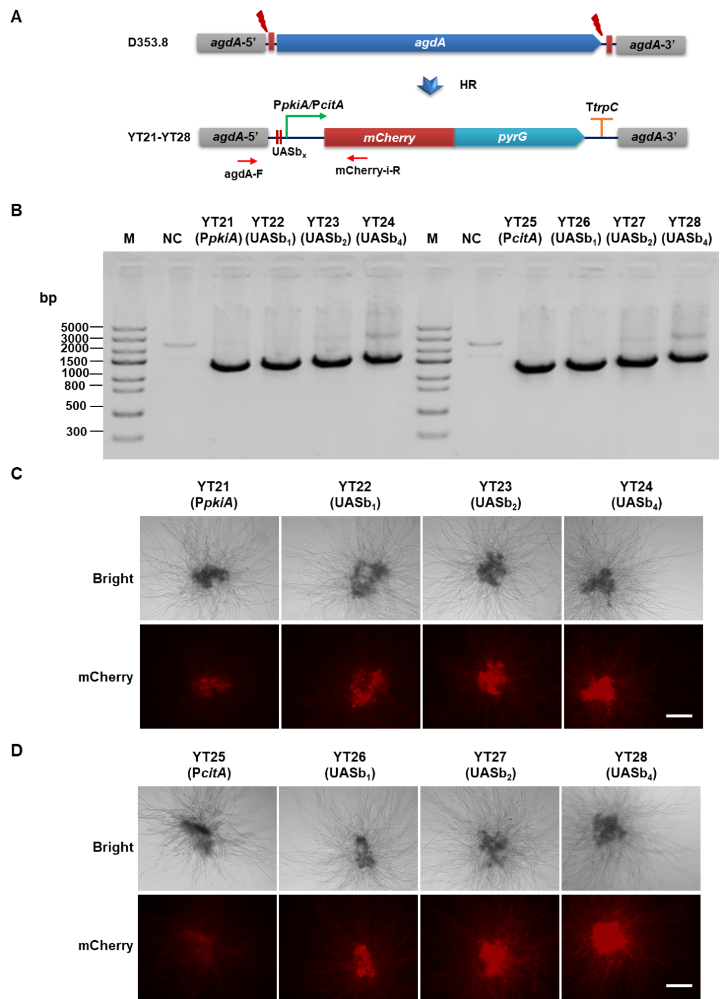 A
D353.8
agdA-5’
agdA
agdA-3’
HR
PpkiA/PcitA
TtrpC
YT21-YT28
agdA-5’
mCherry
pyrG
agdA-3’
UASbx
agdA-F
mCherry-i-R
B
M NC YT21 (PpkiA) YT22 (UASb1) YT23 (UASb2) YT24 (UASb4) M NC YT25 (PcitA) YT26 (UASb1) YT27 (UASb2) YT28 (UASb4)
bp
5000
3000
2000
1500
1000
800
500
300
C
YT21 YT22 YT23 YT24
(PpkiA) (UASb1) (UASb2) (UASb4)
Bright
mCherry
D
YT25 YT26 YT27 YT28
(PcitA) (UASb1) (UASb2) (UASb4)
Bright
mCherry